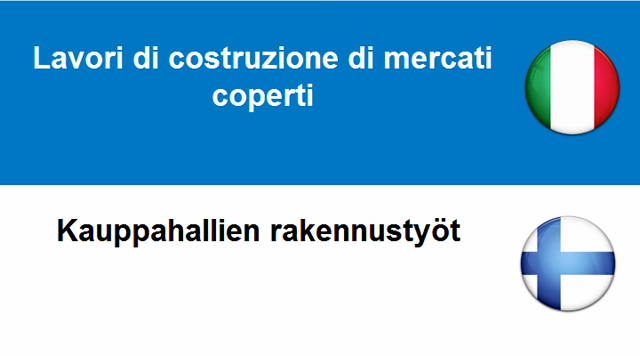 Lavori di costruzione di mercati
coperti
Kauppahallien rakennustyöt